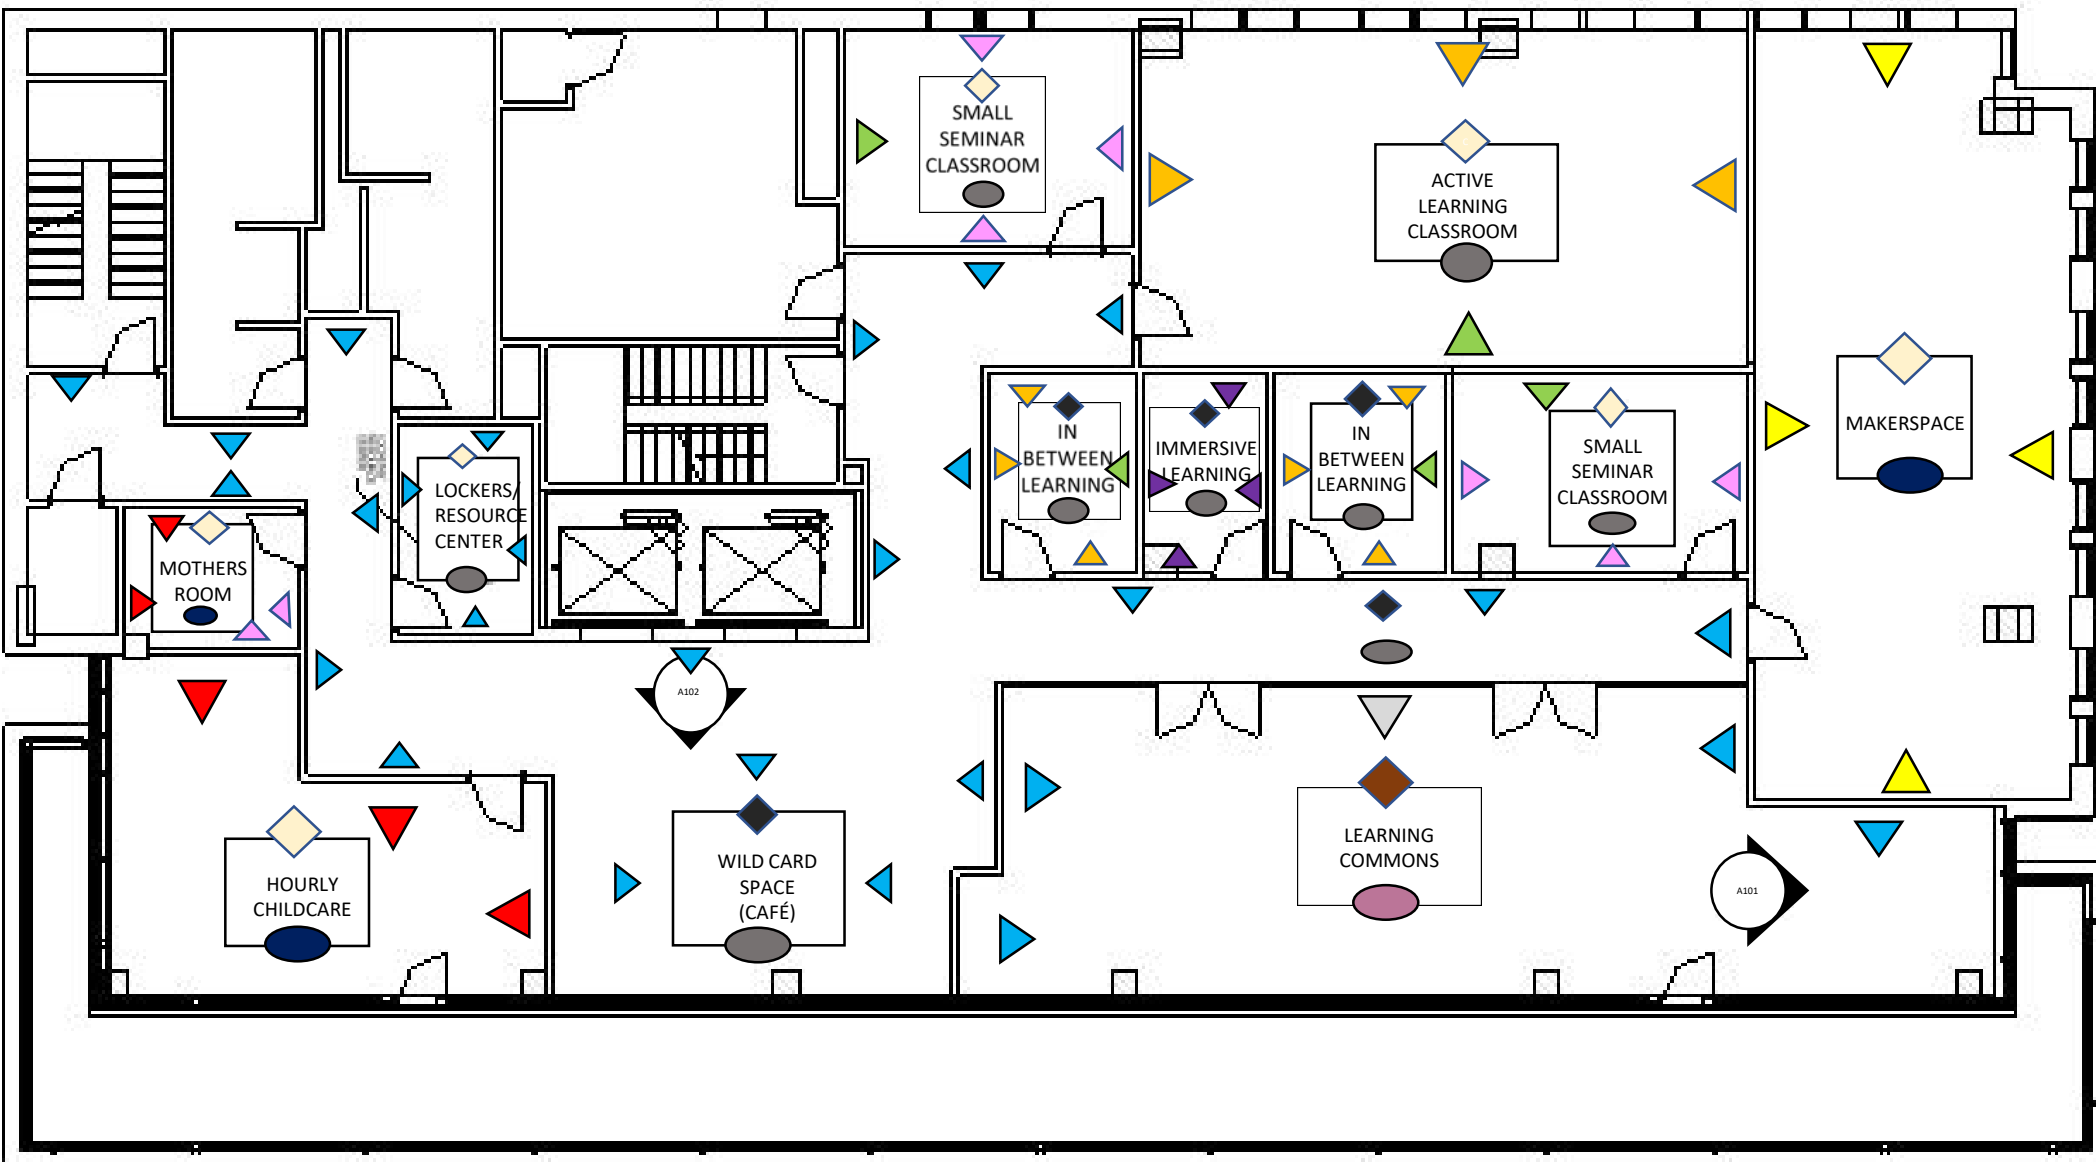 SMALL
SEMINAR
CLASSROOM
ACTIVE
LEARNING
CLASSROOM
MAKERSPACE
IN
BETWEEN
LEARNING
IMMERSIVE
LEARNING
IN
BETWEEN
LEARNING
SMALL
SEMINAR
CLASSROOM
LOCKERS/
RESOURCE
CENTER
MOTHERS
ROOM
A102
HOURLY
CHILDCARE
WILD CARD
SPACE
(CAFÉ)
LEARNING
COMMONS
A101